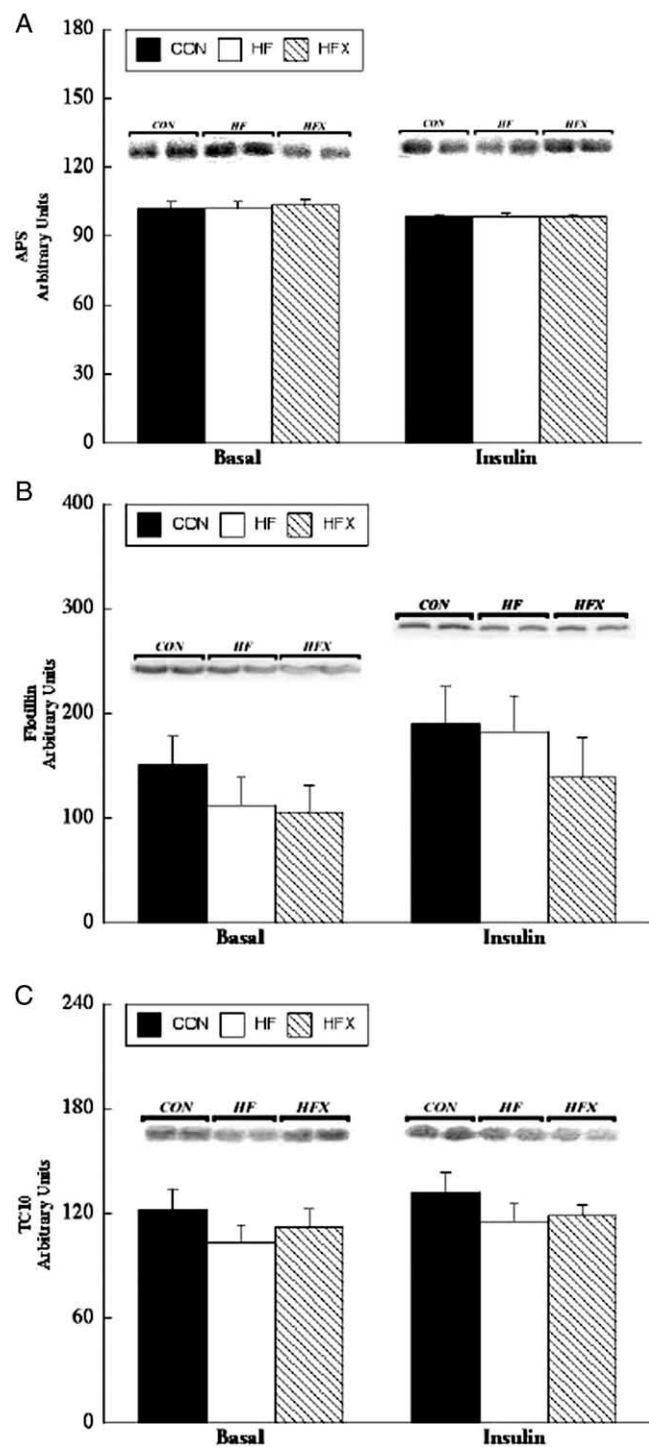 A
180
150
120
90
60
30
0
APS
Arbitrary Units
CON HF HFX
CON HF HFX
CON HF HFX
Basal Insulin
B
400
300
200
100
0
Flotillin
Arbitrary Units
CON HF HFX
CON HF HFX
CON HF HFX
Basal Insulin
C
240
180
120
60
0
TC10
Arbitrary Units
CON HF HFX
CON HF HFX
CON HF HFX
Basal Insulin